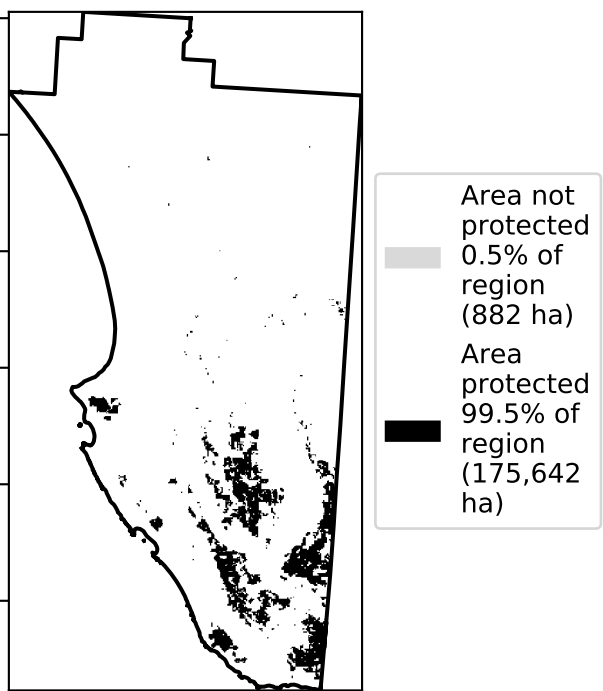 Area not
protected
0.5% of
region
(882 ha)
Area
protected
99.5% of
region
(175,642
ha)